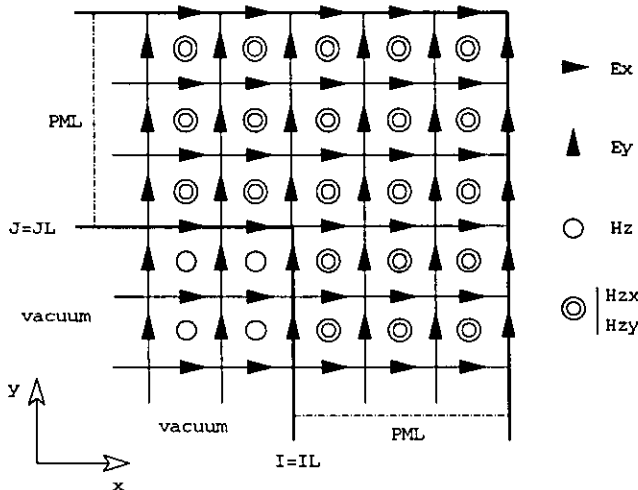 Ex
PML
Ey
J=JL
Hz
Hzx
vacuum
Hzy
y
vacuum
PML
I=IL
x